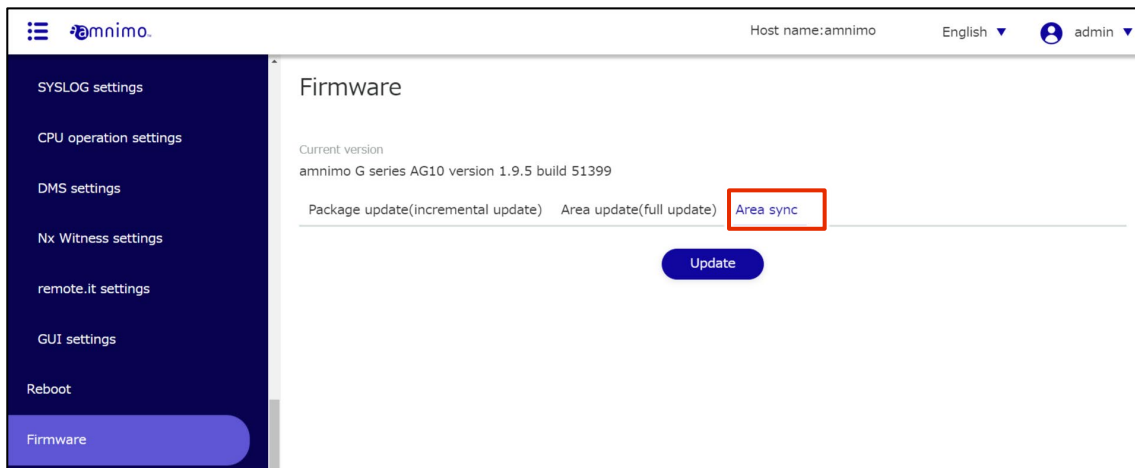 amnimo
Host name:amnimo
English ▼
admin ▼
SYSLOG settings
CPU operation settings
DMS settings
Nx Witness settings
remote.it settings
GUI settings
Reboot
Firmware
Firmware
Current version
amnimo G series AG10 version 1.9.5 build 51399
Package update(incremental update) Area update(full update) Area sync
Update